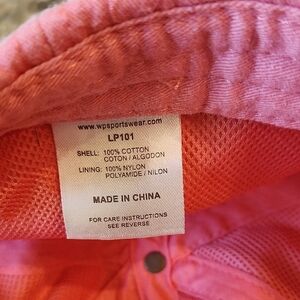 www.wpsportswear.com
LP101
SHELL: 100% COTTON
COTON / ALGODON
LINING: 100% NYLON
POLYAMIDE / NILON
MADE IN CHINA
FOR CARE INSTRUCTIONS
SEE REVERSE